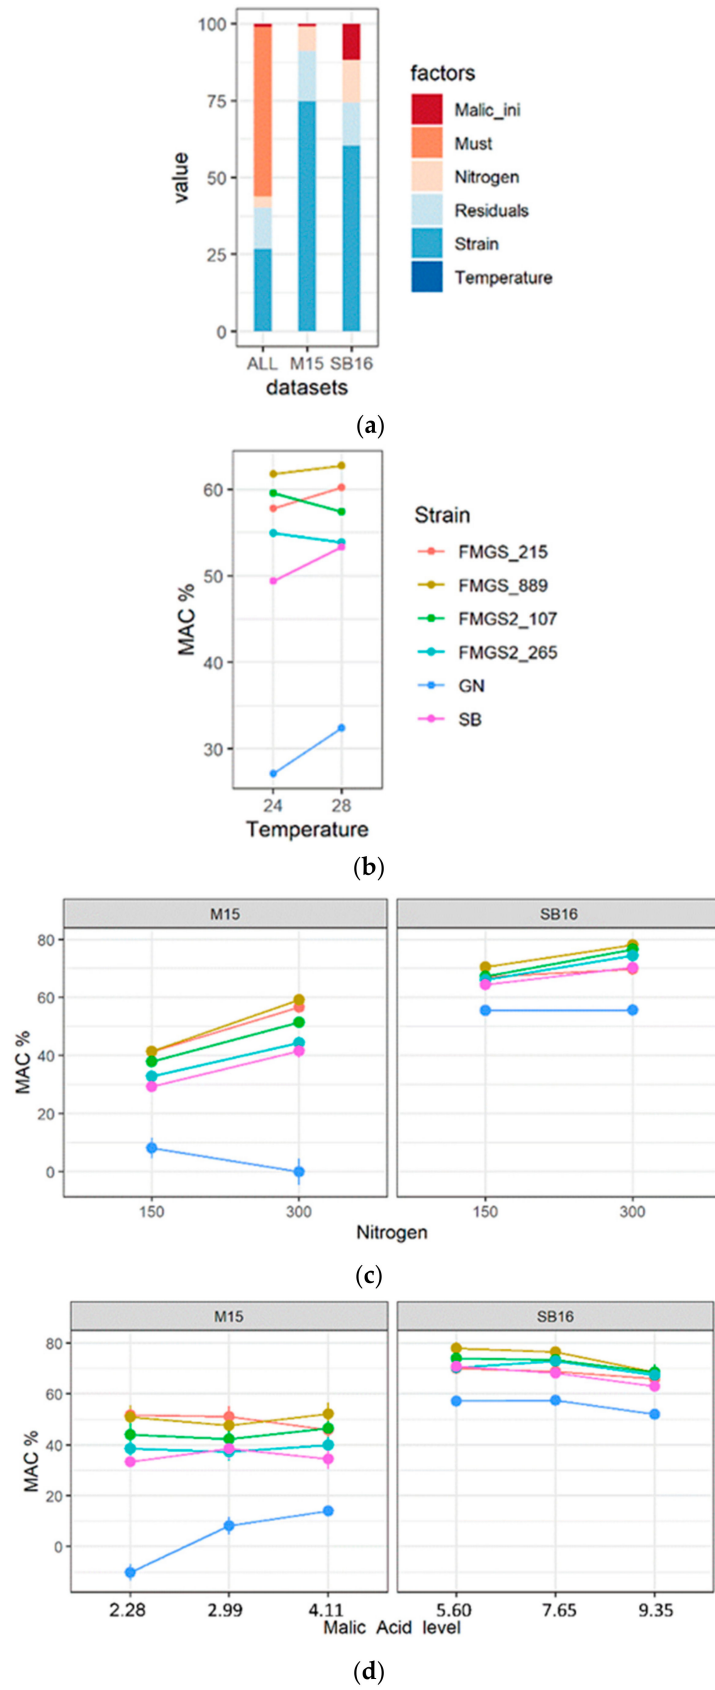 100
75
50
25
0
value
ALL M15 SB16
datasets
factors
Malic_ini
Must
Nitrogen
Residuals
Strain
Temperature
(a)
60
50
40
30
MAC %
24 28
Temperature
Strain
FMGS_215
FMGS_889
FMGS2_107
FMGS2_265
GN
SB
(b)
M15 SB16
80
60
40
20
0
MAC %
150 300 150 300
Nitrogen
(c)
M15 SB16
80
60
40
20
0
MAC %
2.28 2.99 4.11 5.60 7.65 9.35
Malic Acid level
(d)